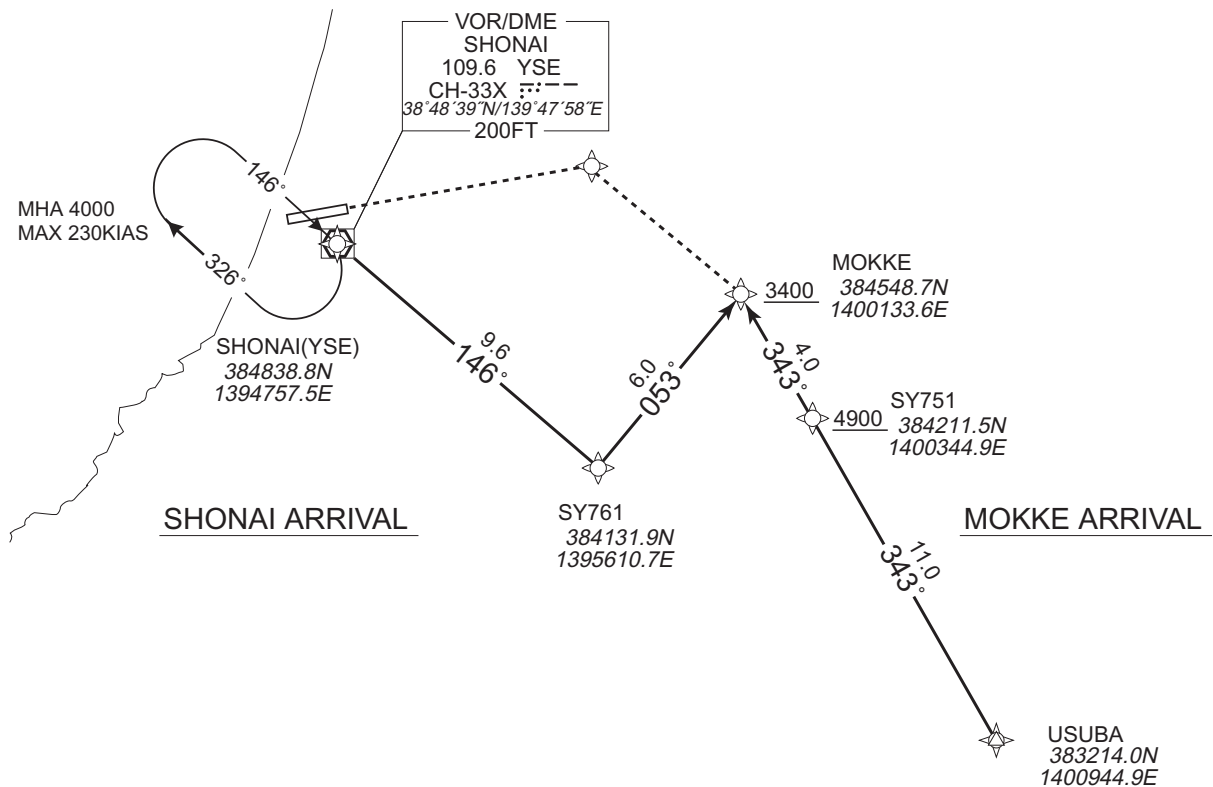 VOR/DME
SHONAI
109.6 YSE
CH-33X
38°48´39˝N/139°47´58˝E
200FT
146°
MHA 4000
MAX 230KIAS
326°
SHONAI(YSE)
384838.8N
1394757.5E
9.6
146°
6.0
053°
3400
MOKKE
384548.7N
1400133.6E
4.0
343°
4900
SY751
384211.5N
1400344.9E
SHONAI ARRIVAL
SY761
384131.9N
1395610.7E
MOKKE ARRIVAL
11.0
343°
USUBA
383214.0N
1400944.9E